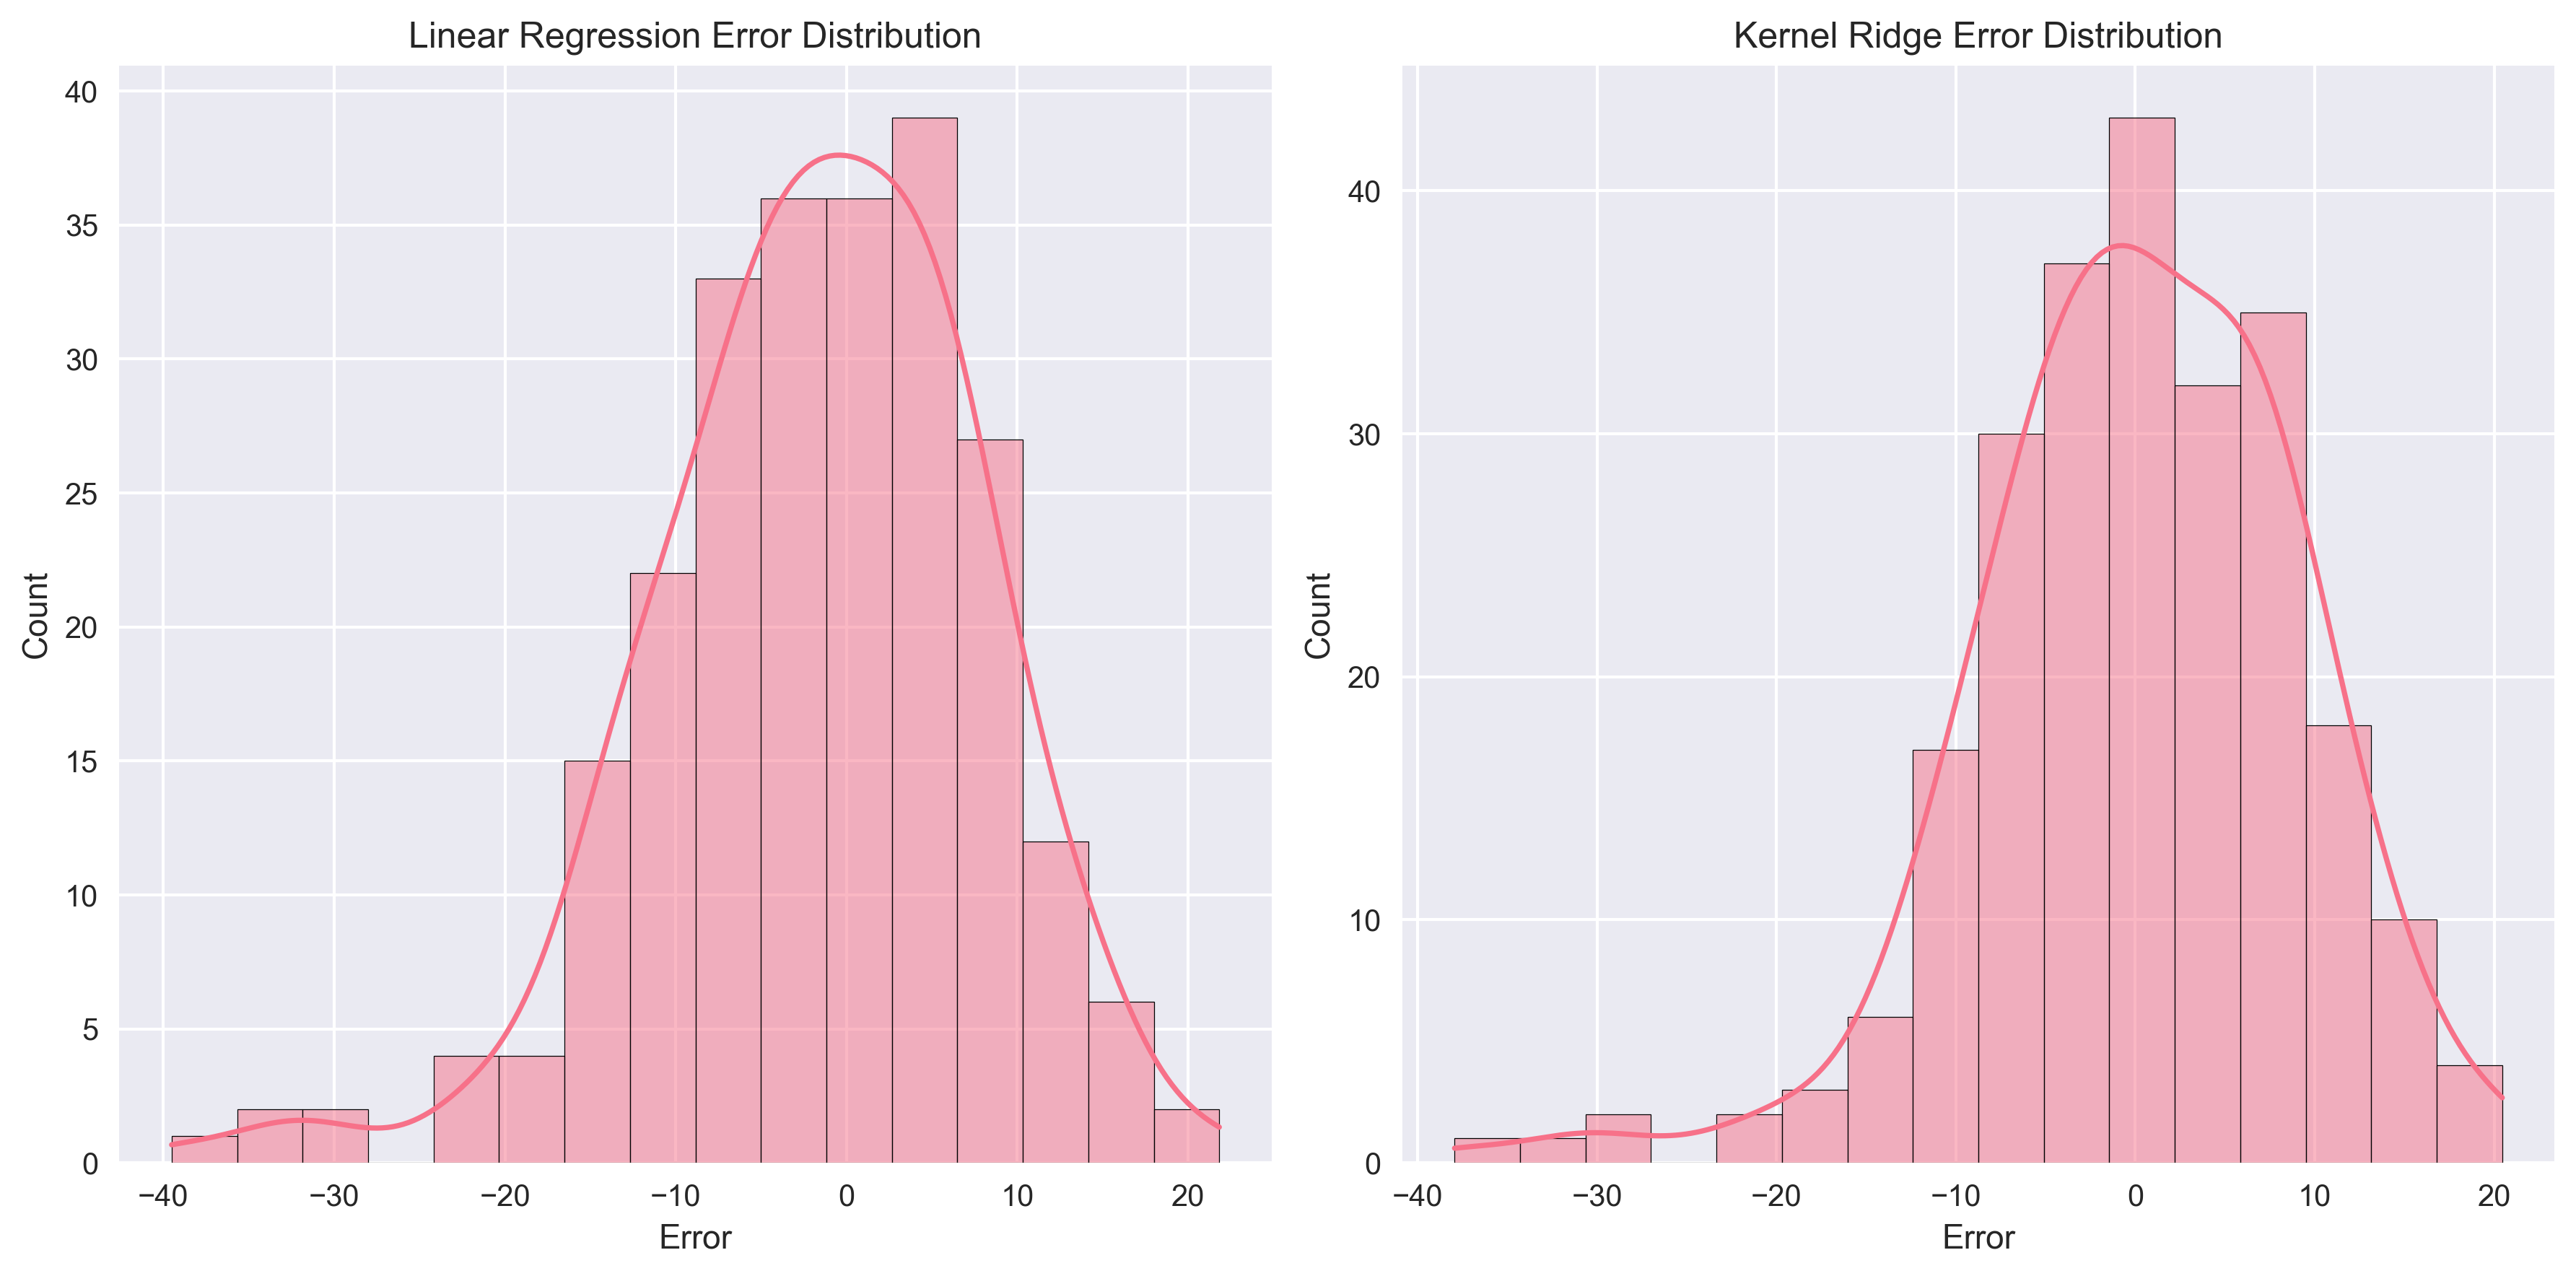 Linear Regression Error Distribution
40
35
30
25
20
15
10
5
0
Count
−40 −30 −20 −10 0 10 20
Error
Kernel Ridge Error Distribution
40
30
20
10
0
Count
−40 −30 −20 −10 0 10 20
Error